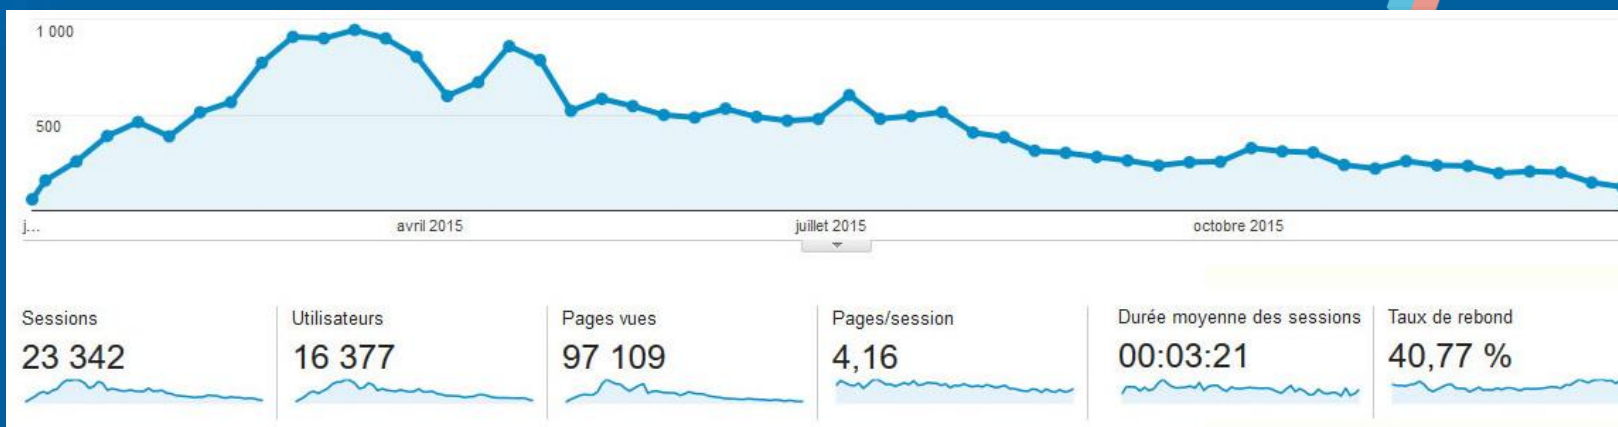 1 000
500
j...
avril 2015
juillet 2015
octobre 2015
Sessions
23 342
Utilisateurs
16 377
Pages vues
97 109
Pages/session
4,16
Durée moyenne des sessions
00:03:21
Taux de rebond
40,77 %